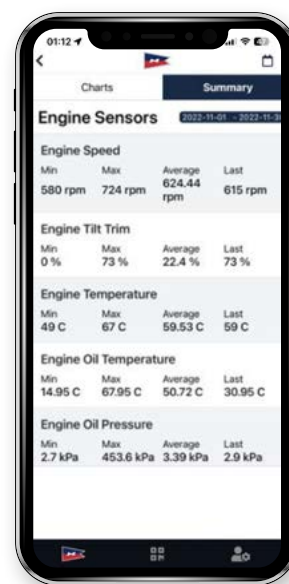 01:12
Charts Summary
Engine Sensors 2022-11-01 - 2022-11-30
Engine Speed
Min Max Average Last
580 rpm 724 rpm 624.44 rpm 615 rpm
Engine Tilt Trim
Min Max Average Last
0 % 73 % 22.4 % 73 %
Engine Temperature
Min Max Average Last
49 C 67 C 59.53 C 59 C
Engine Oil Temperature
Min Max Average Last
14.95 C 67.95 C 50.72 C 30.95 C
Engine Oil Pressure
Min Max Average Last
2.7 kPa 453.6 kPa 3.39 kPa 2.9 kPa